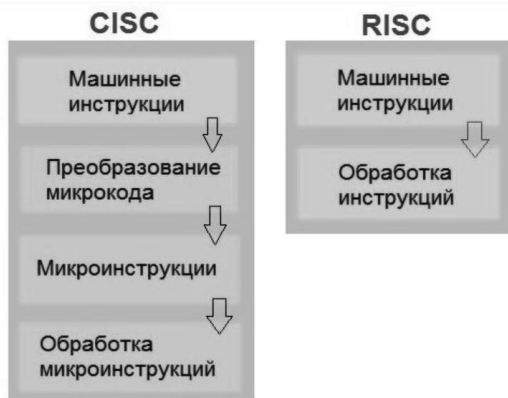 CISC
Машинные
инструкции
Преобразование
микрокода
Микроинструкции
Обработка
микроинструкций
RISC
Машинные
инструкции
Обработка
инструкций